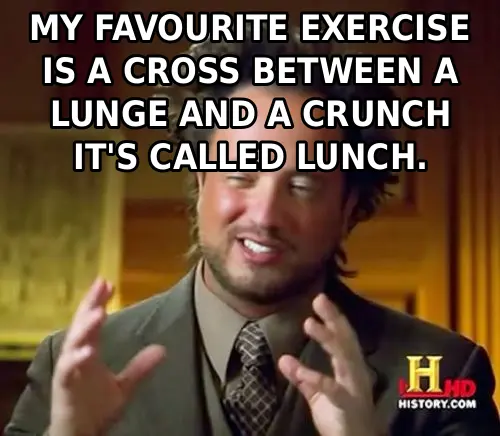 MY FAVOURITE EXERCISE
IS A CROSS BETWEEN A
LUNGE AND A CRUNCH
IT'S CALLED LUNCH.
H HD
HISTORY.COM